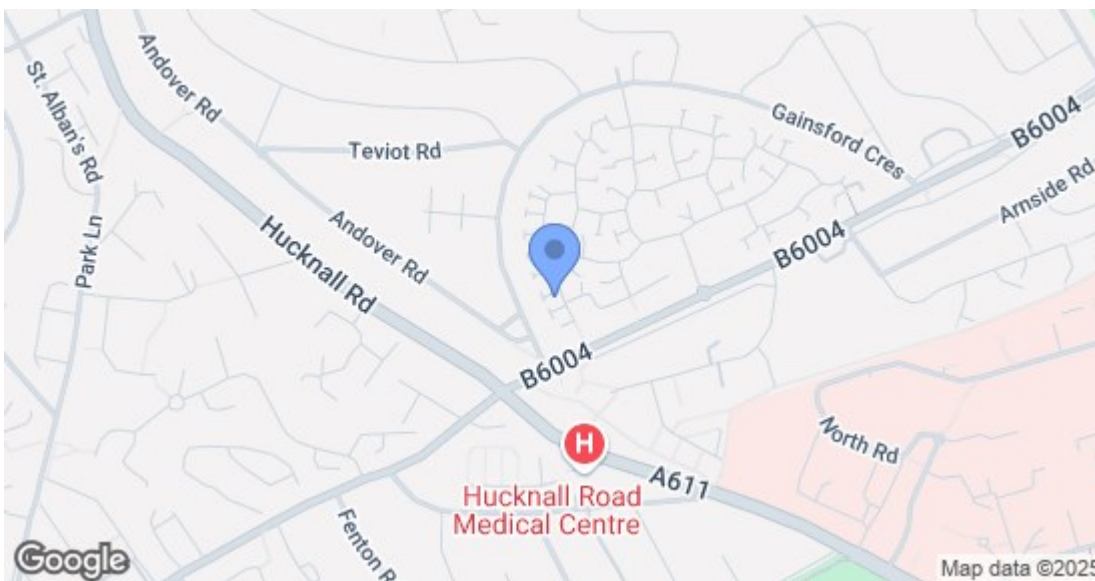 St. Alban's Rd
Andover Rd
Teviot Rd
Gainsford Cres
B6004
Arnside Rd
Park Ln
Hucknall Rd
Andover Rd
B6004
B6004
North Rd
H
A611
Hucknall Road
Medical Centre
Fenton R
Google
Map data ©2025